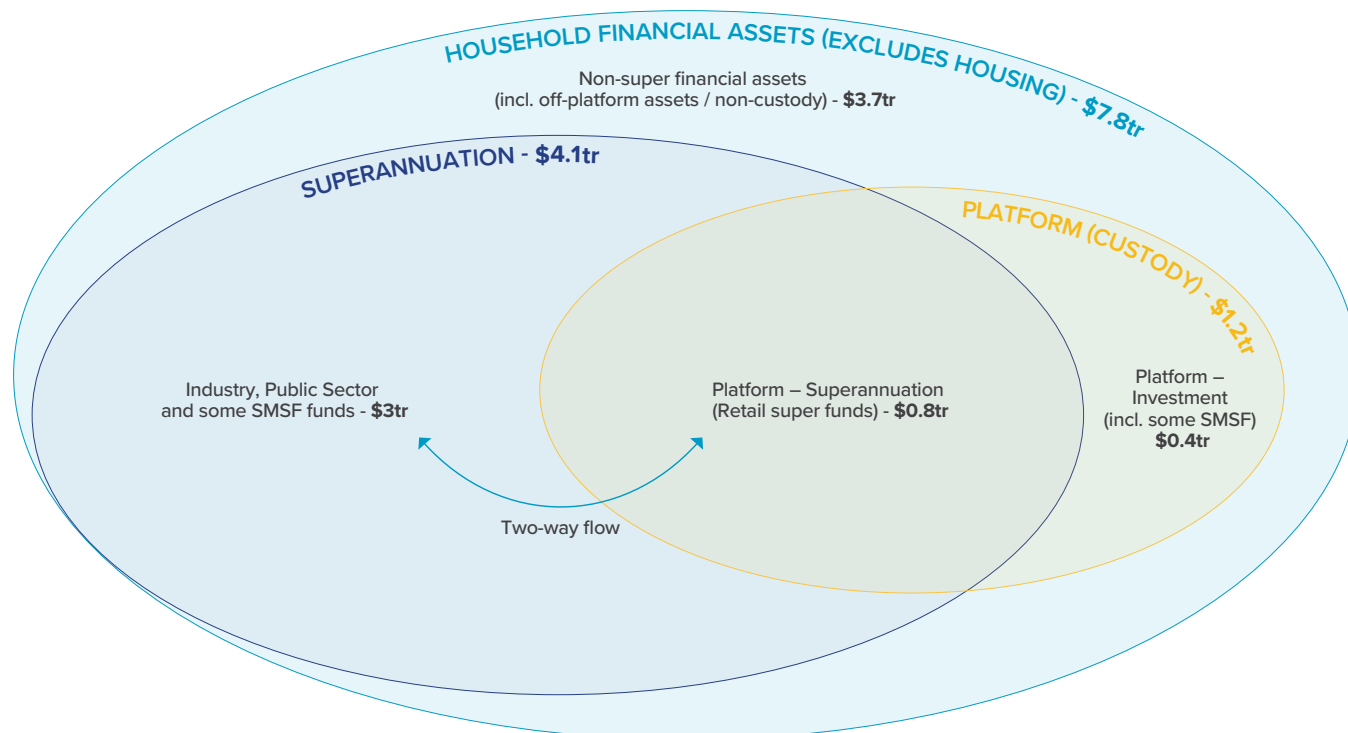 HOUSEHOLD FINANCIAL ASSETS (EXCLUDES HOUSING) - $7.8tr
Non-super financial assets
(incl. off-platform assets / non-custody) - $3.7tr
SUPERANNUATION - $4.1tr
PLATFORM (CUSTODY) - $1.2tr
Industry, Public Sector
and some SMSF funds - $3tr
Platform – Superannuation
(Retail super funds) - $0.8tr
Platform –
Investment
(incl. some SMSF)
$0.4tr
Two-way flow